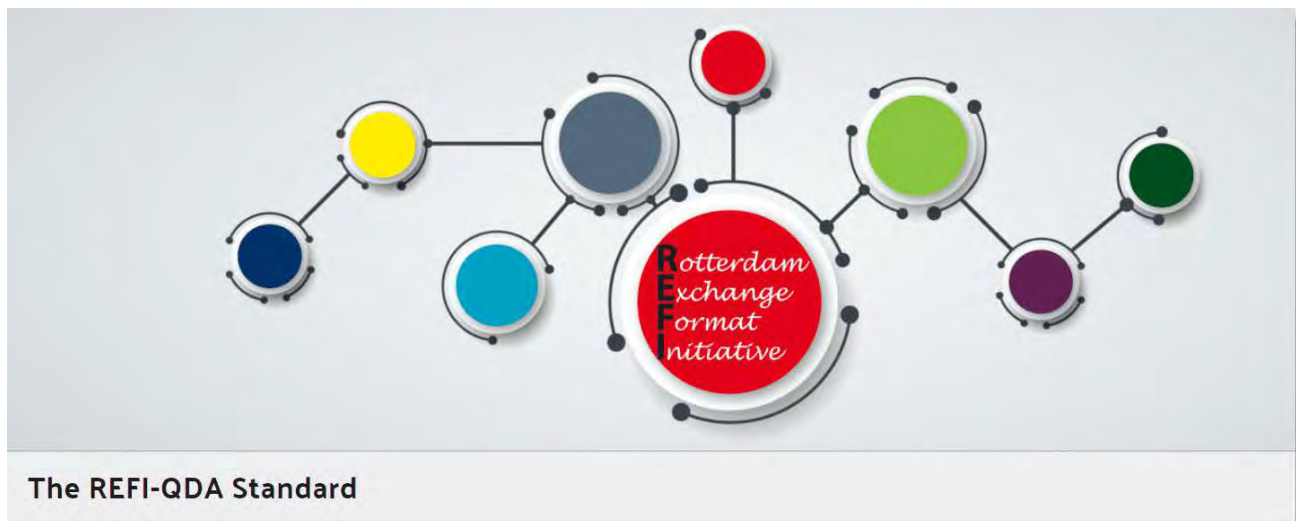 Rotterdam
Exchange
Format
Initiative
The REFI-QDA Standard